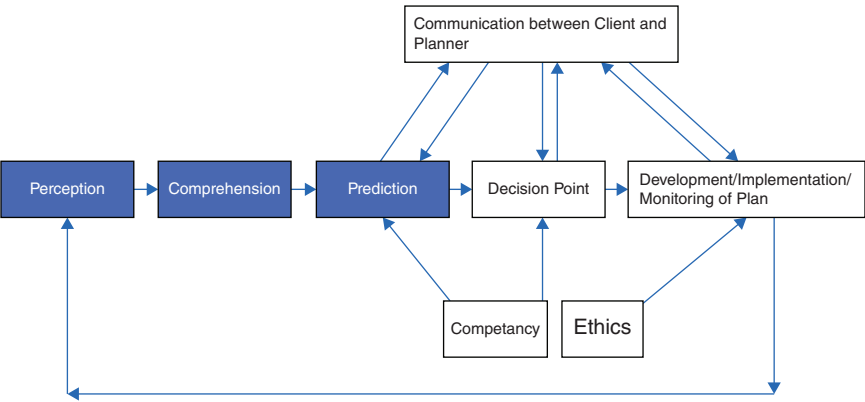 Communication between Client and
Planner
Perception
Comprehension
Prediction
Decision Point
Development/Implementation/
Monitoring of Plan
Competancy
Ethics